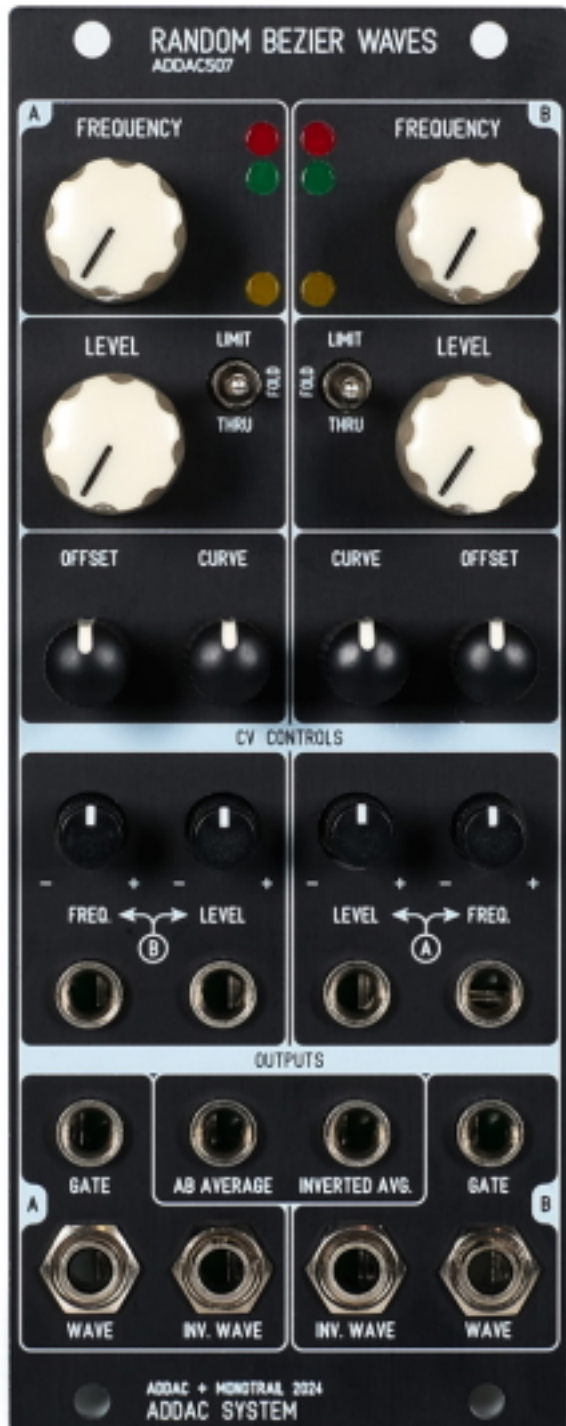 RANDOM BEZIER WAVES
ADDAC507
A
B
FREQUENCY
FREQUENCY
LEVEL
LIMIT
FOLD
THRU
LIMIT
FOLD
THRU
LEVEL
OFFSET
CURVE
CURVE
OFFSET
CV CONTROLS
- + - +
- + - +
FREQ.
LEVEL
B
LEVEL
FREQ.
A
OUTPUTS
GATE
AB AVERAGE
INVERTED AVG.
GATE
A
B
WAVE
INV. WAVE
INV. WAVE
WAVE
ADDAC + MONOTRAIL 2024
ADDAC SYSTEM